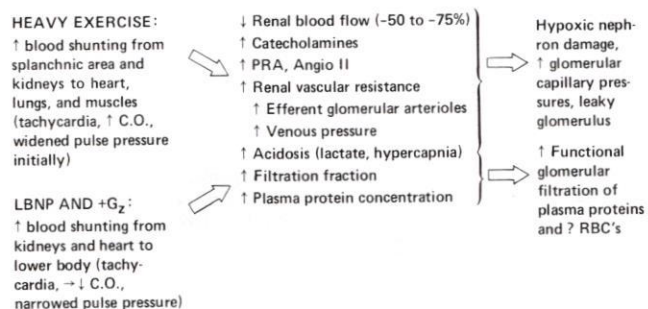 HEAVY EXERCISE:
↑ blood shunting from
splanchnic area and
kidneys to heart,
lungs, and muscles
(tachycardia, ↑ C.O.,
widened pulse pressure
initially)
LBNP AND +Gz:
↑ blood shunting from
kidneys and heart to
lower body (tachy-
cardia, →↓ C.O.,
narrowed pulse pressure)
↓ Renal blood flow (-50 to -75%)
↑ Catecholamines
↑ PRA, Angio II
↑ Renal vascular resistance
↑ Efferent glomerular arterioles
↑ Venous pressure
↑ Acidosis (lactate, hypercapnia)
↑ Filtration fraction
↑ Plasma protein concentration
Hypoxic neph-
ron damage,
↑ glomerular
capillary pres-
sures, leaky
glomerulus
↑ Functional
glomerular
filtration of
plasma proteins
and ? RBC's